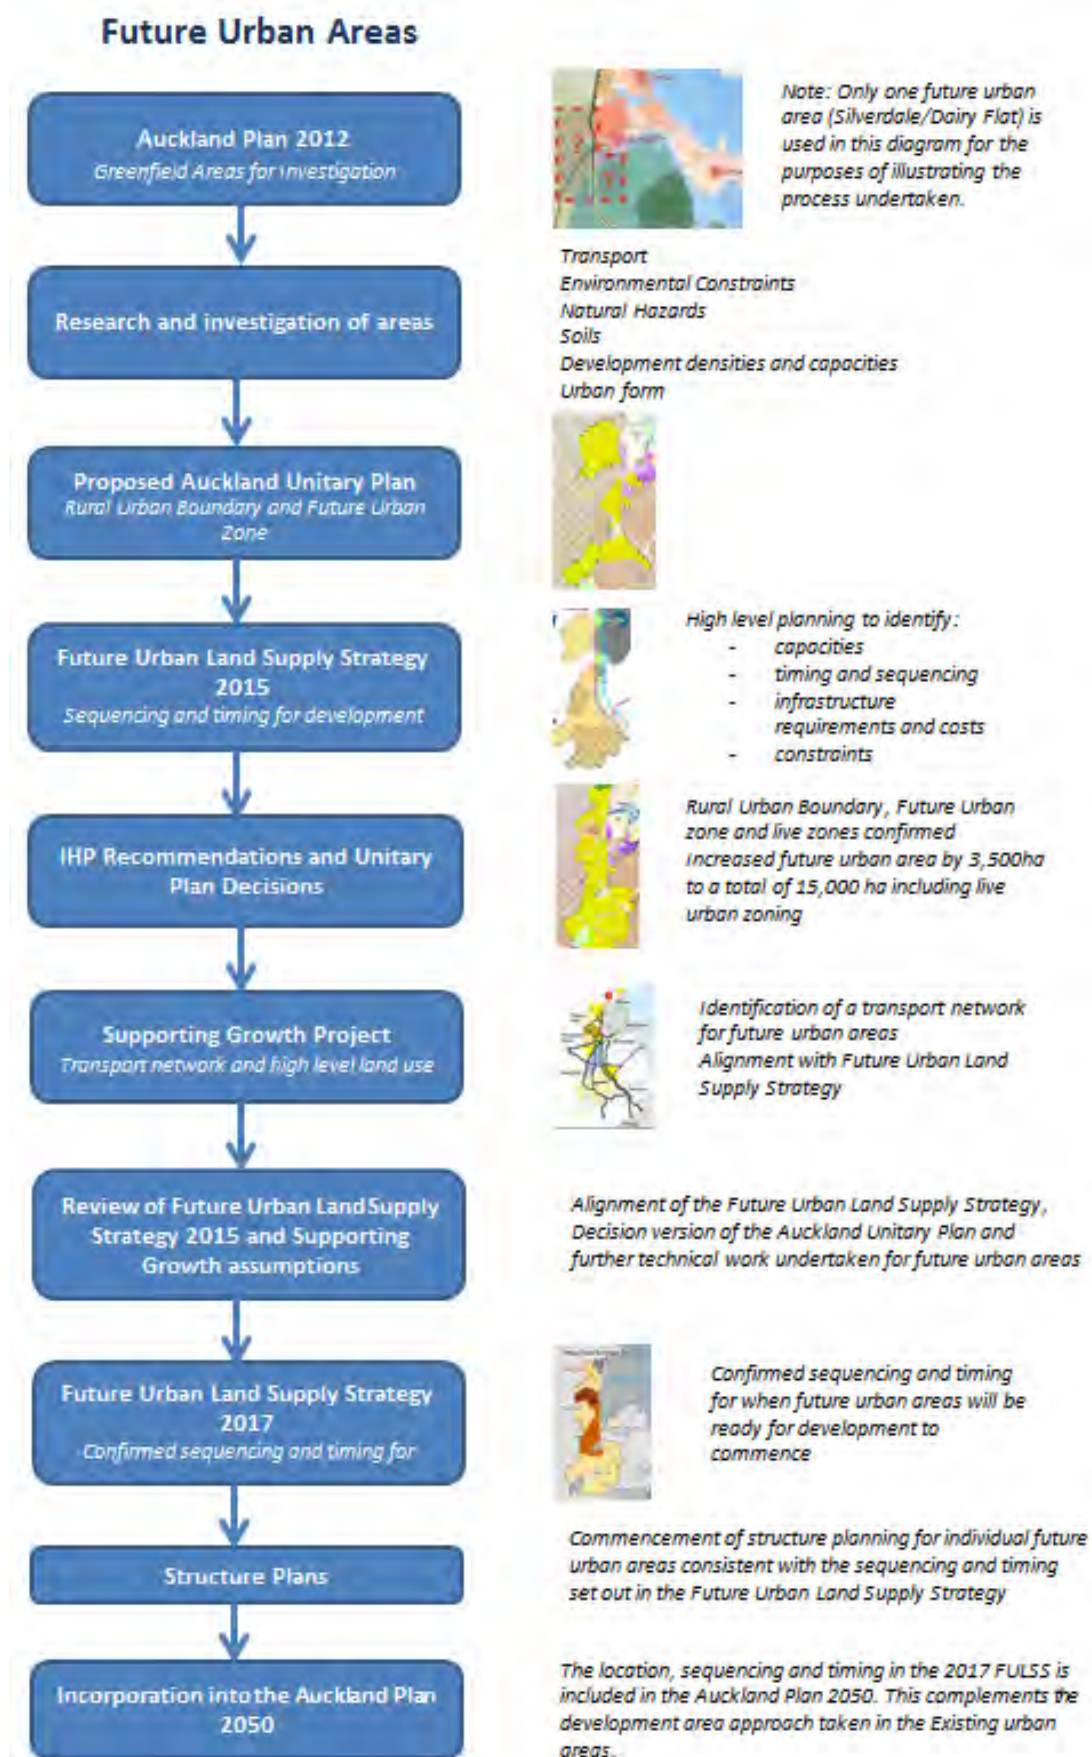 Future Urban Areas
Auckland Plan 2012
Greenfield Areas for Investigation
Note: Only one future urban
area (Silverdale/Dairy Flat) is
used in this diagram for the
purposes of illustrating the
process undertaken.
Research and investigation of areas
Transport
Environmental Constraints
Natural Hazards
Soils
Development densities and capacities
Urban form
Proposed Auckland Unitary Plan
Rural Urban Boundary and Future Urban
Zone
Future Urban Land Supply Strategy
2015
Sequencing and timing for development
High level planning to identify:
- capacities
- timing and sequencing
- infrastructure
requirements and costs
- constraints
IHP Recommendations and Unitary
Plan Decisions
Rural Urban Boundary, Future Urban
zone and live zones confirmed
Increased future urban area by 3,500ha
to a total of 15,000 ha including live
urban zoning
Supporting Growth Project
Transport network and high level land use
Identification of a transport network
for future urban areas
Alignment with Future Urban Land
Supply Strategy
Review of Future Urban Land Supply
Strategy 2015 and Supporting
Growth assumptions
Alignment of the Future Urban Land Supply Strategy,
Decision version of the Auckland Unitary Plan and
further technical work undertaken for future urban areas
Future Urban Land Supply Strategy
2017
Confirmed sequencing and timing for
Confirmed sequencing and timing
for when future urban areas will be
ready for development to
commence
Structure Plans
Commencement of structure planning for individual future
urban areas consistent with the sequencing and timing
set out in the Future Urban Land Supply Strategy
Incorporation into the Auckland Plan
2050
The location, sequencing and timing in the 2017 FULSS is
included in the Auckland Plan 2050. This complements the
development area approach taken in the Existing urban
areas.